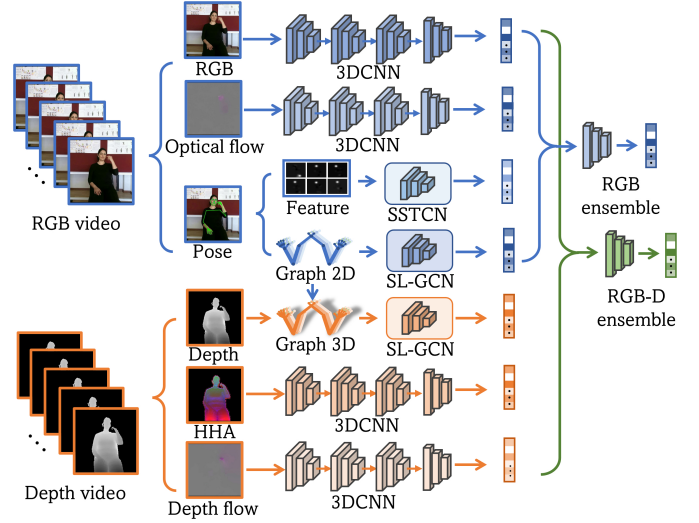 RGB
3DCNN
Optical flow
3DCNN
RGB video
Feature
SSTCN
Pose
Graph 2D
SL-GCN
RGB
ensemble
RGB-D
ensemble
Depth
Graph 3D
SL-GCN
HHA
3DCNN
Depth video
Depth flow
3DCNN